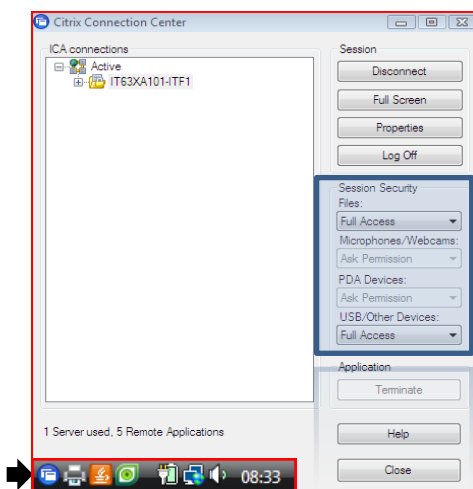 Citrix Connection Center
ICA connections
Active
IT63XA101-ITF1
Session
Disconnect
Full Screen
Properties
Log Off
Session Security
Files:
Full Access
Microphones/Webcams:
Ask Permission
PDA Devices:
Ask Permission
USB/Other Devices:
Full Access
Application
Terminate
1 Server used, 5 Remote Applications
Help
Close
08:33